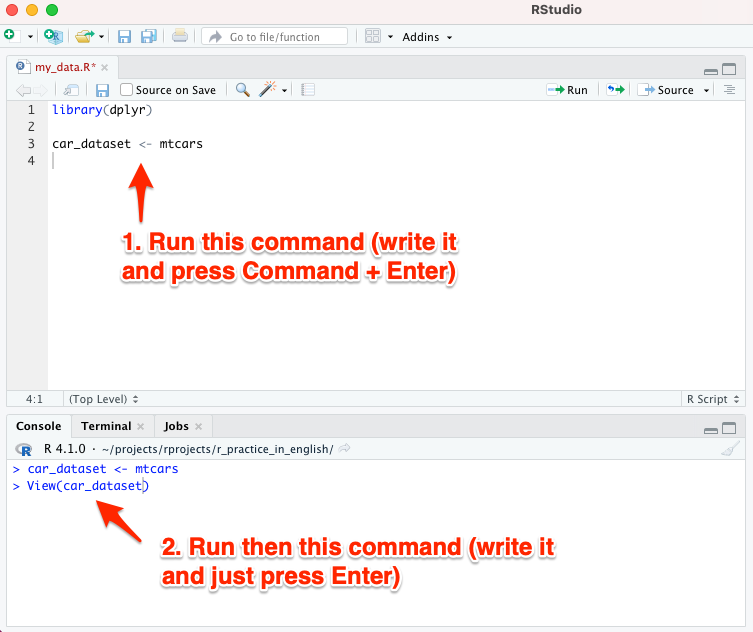 RStudio
Go to file/function
Addins
my_data.R*
Source on Save
Run
Source
1 library(dplyr)
2
3 car_dataset <- mtcars
4
1. Run this command (write it
and press Command + Enter)
4:1 (Top Level) R Script
Console Terminal Jobs
R R 4.1.0 · ~/projects/rprojects/r_practice_in_english/
> car_dataset <- mtcars
> View(car_dataset)
2. Run then this command (write it
and just press Enter)